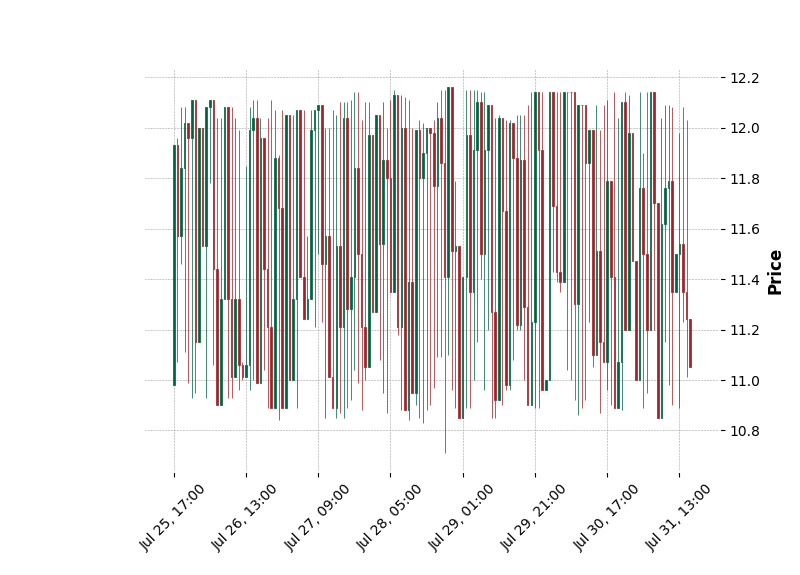 12.2
12.0
11.8
11.6
11.4
11.2
11.0
10.8
Price
Jul 25, 17:00
Jul 26, 13:00
Jul 27, 09:00
Jul 28, 05:00
Jul 29, 01:00
Jul 29, 21:00
Jul 30, 17:00
Jul 31, 13:00